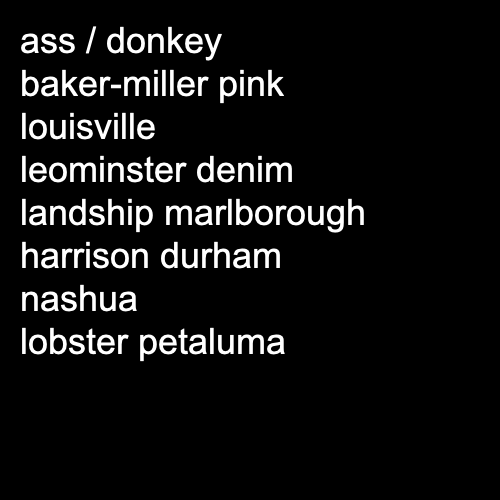 ass / donkey
baker-miller pink
louisville
leominster denim
landship marlborough
harrison durham
nashua
lobster petaluma